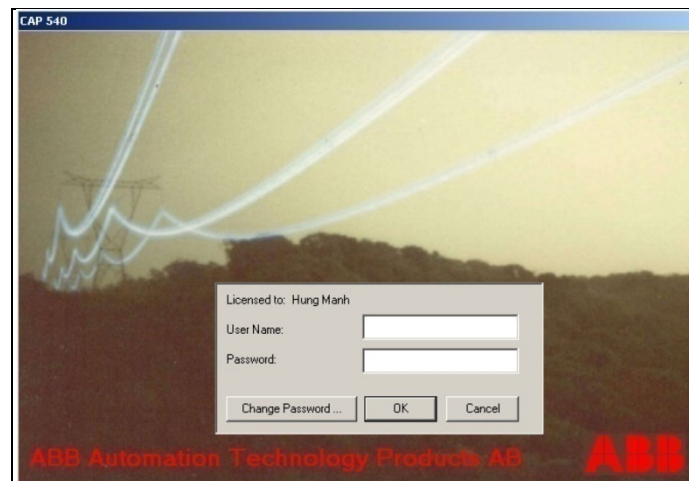 CAP 540
Licensed to: Hung Manh
User Name:
Password:
Change Password ...
OK
Cancel
ABB Automation Technology Products AB
ABB